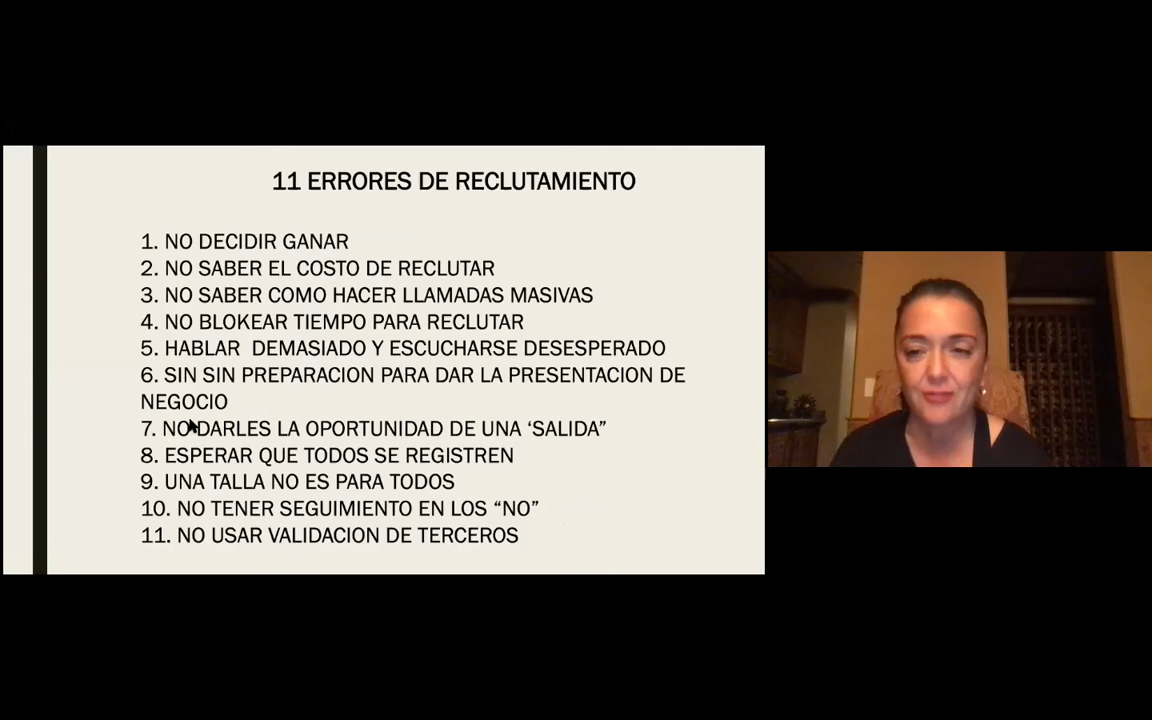 11 ERRORES DE RECLUTAMIENTO
1. NO DECIDIR GANAR
2. NO SABER EL COSTO DE RECLUTAR
3. NO SABER COMO HACER LLAMADAS MASIVAS
4. NO BLOKEAR TIEMPO PARA RECLUTAR
5. HABLAR DEMASIADO Y ESCUCHARSE DESESPERADO
6. SIN SIN PREPARACION PARA DAR LA PRESENTACION DE
NEGOCIO
7. NO DARLES LA OPORTUNIDAD DE UNA ‘SALIDA”
8. ESPERAR QUE TODOS SE REGISTREN
9. UNA TALLA NO ES PARA TODOS
10. NO TENER SEGUIMIENTO EN LOS “NO”
11. NO USAR VALIDACION DE TERCEROS